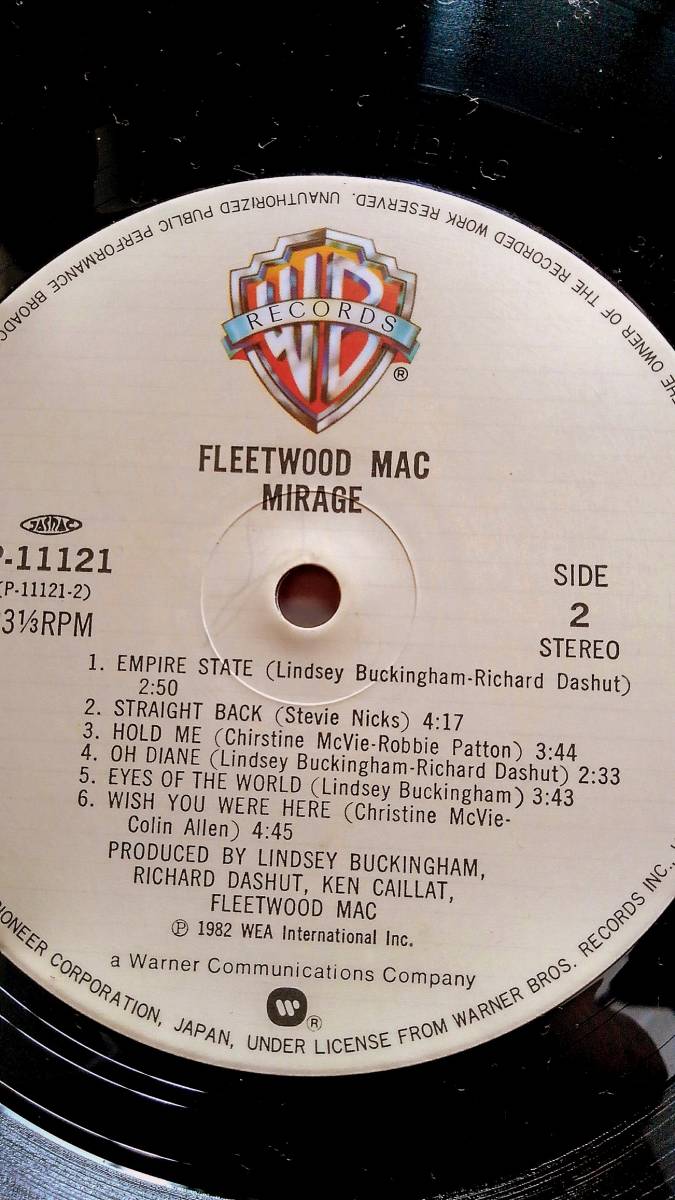 UNAUTHORIZED PUBLIC PERFORMANCE
THE OWNER OF THE RECORDED WORK RESERVED.
WB
RECORDS
®
FLEETWOOD MAC
MIRAGE
JASRAC
-11121
(P-11121-2)
3⅓RPM
SIDE
2
STEREO
1. EMPIRE STATE (Lindsey Buckingham-Richard Dashut)
2:50
2. STRAIGHT BACK (Stevie Nicks) 4:17
3. HOLD ME (Chirstine McVie-Robbie Patton) 3:44
4. OH DIANE (Lindsey Buckingham-Richard Dashut) 2:33
5. EYES OF THE WORLD (Lindsey Buckingham) 3:43
6. WISH YOU WERE HERE (Christine McVie-
Colin Allen) 4:45
PRODUCED BY LINDSEY BUCKINGHAM,
RICHARD DASHUT, KEN CAILLAT,
FLEETWOOD MAC
Ⓟ 1982 WEA International Inc.
a Warner Communications Company
®
CORPORATION, JAPAN, UNDER LICENSE FROM WARNER BROS. RECORDS INC.,